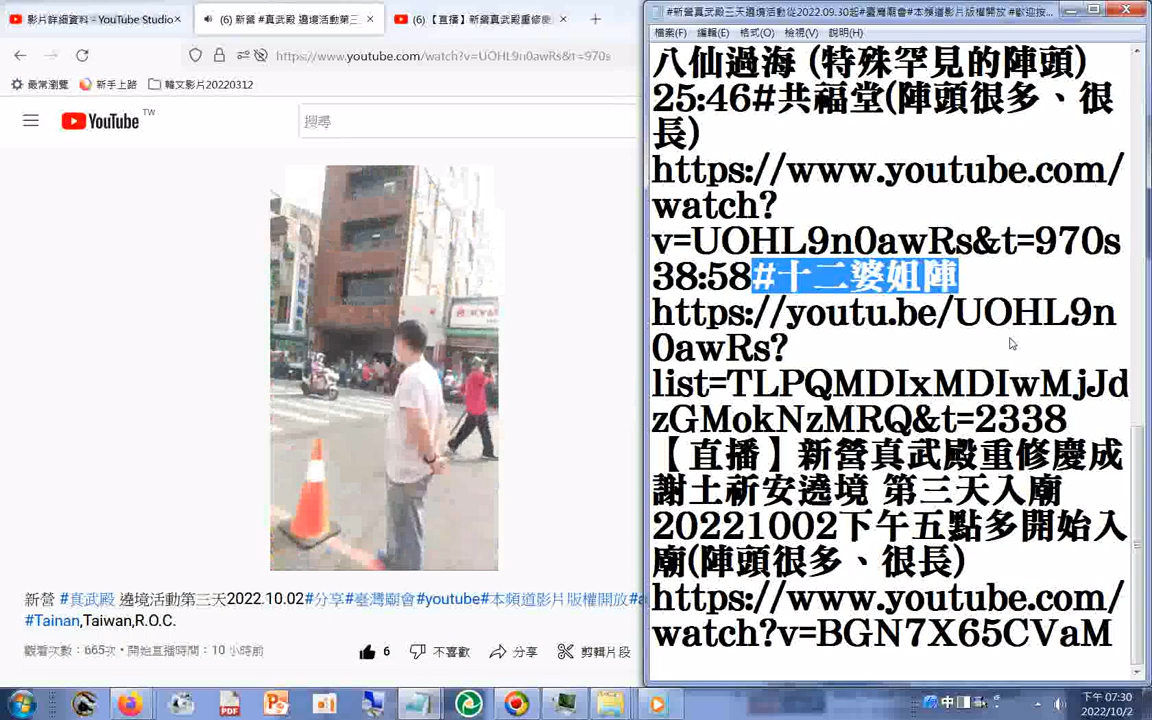 影片詳細資料 - YouTube Studio
(6) 新營 #真武殿 遶境活動第三
(6)【直播】新營真武殿重修慶
https://www.youtube.com/watch?v=UOHL9n0awRs&t=970s
最常瀏覽
新手上路
韓文影片20220312
YouTube TW
搜尋
新營 #真武殿 遶境活動第三天2022.10.02#分享#臺灣廟會#youtube#本頻道影片版權開放#a
#Tainan,Taiwan,R.O.C.
觀看次數：665次・開始直播時間：10 小時前
6
不喜歡
分享
剪輯片段
#新營真武殿三天遶境活動從2022.09.30起#臺灣廟會#本頻道影片版權開放 #歡迎按...
檔案(F) 編輯(E) 格式(O) 檢視(V) 說明(H)
八仙過海 (特殊罕見的陣頭)
25:46#共福堂(陣頭很多、很
長)
https://www.youtube.com/
watch?
v=UOHL9n0awRs&t=970s
38:58#十二婆姐陣
https://youtu.be/UOHL9n
0awRs?
list=TLPQMDIxMDIwMjJd
zGMokNzMRQ&t=2338
【直播】新營真武殿重修慶成
謝土祈安遶境 第三天入廟
20221002下午五點多開始入
廟(陣頭很多、很長)
https://www.youtube.com/
watch?v=BGN7X65CVaM
中
下午 07:30
2022/10/2